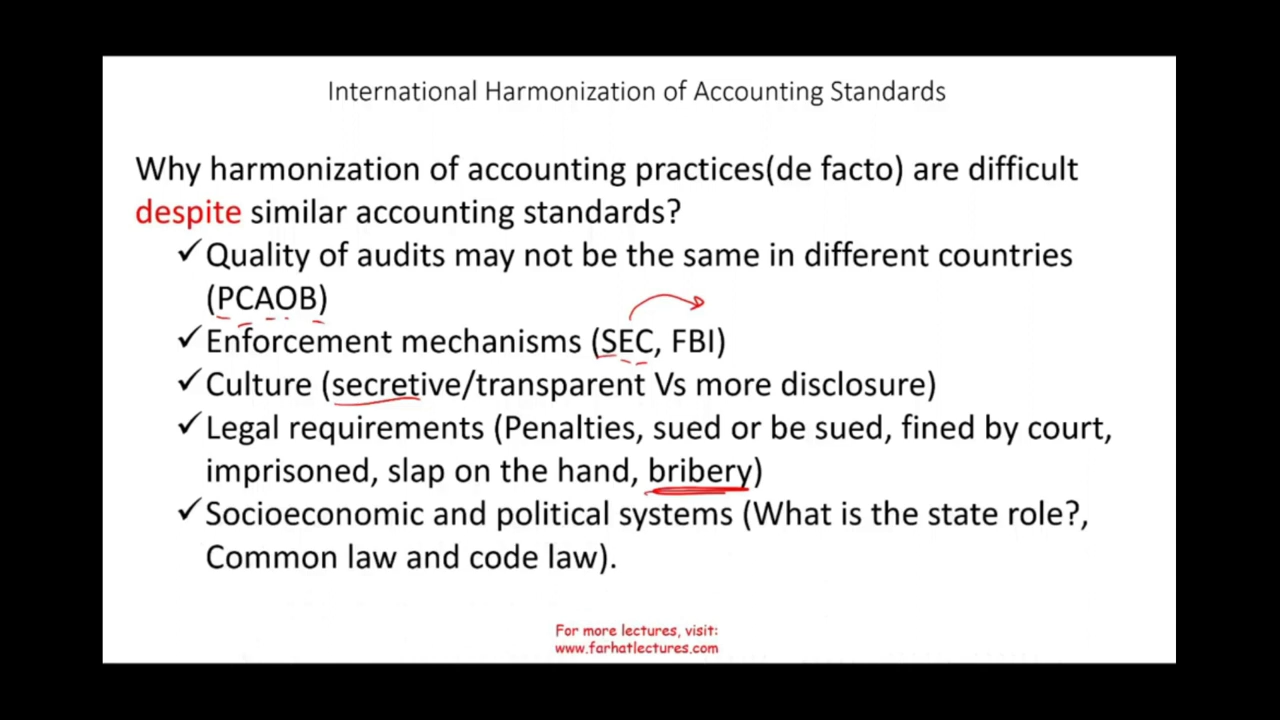 International Harmonization of Accounting Standards
Why harmonization of accounting practices(de facto) are difficult
despite similar accounting standards?
✓Quality of audits may not be the same in different countries
(PCAOB)
✓Enforcement mechanisms (SEC, FBI)
✓Culture (secretive/transparent Vs more disclosure)
✓Legal requirements (Penalties, sued or be sued, fined by court,
imprisoned, slap on the hand, bribery)
✓Socioeconomic and political systems (What is the state role?,
Common law and code law).
For more lectures, visit:
www.farhatlectures.com